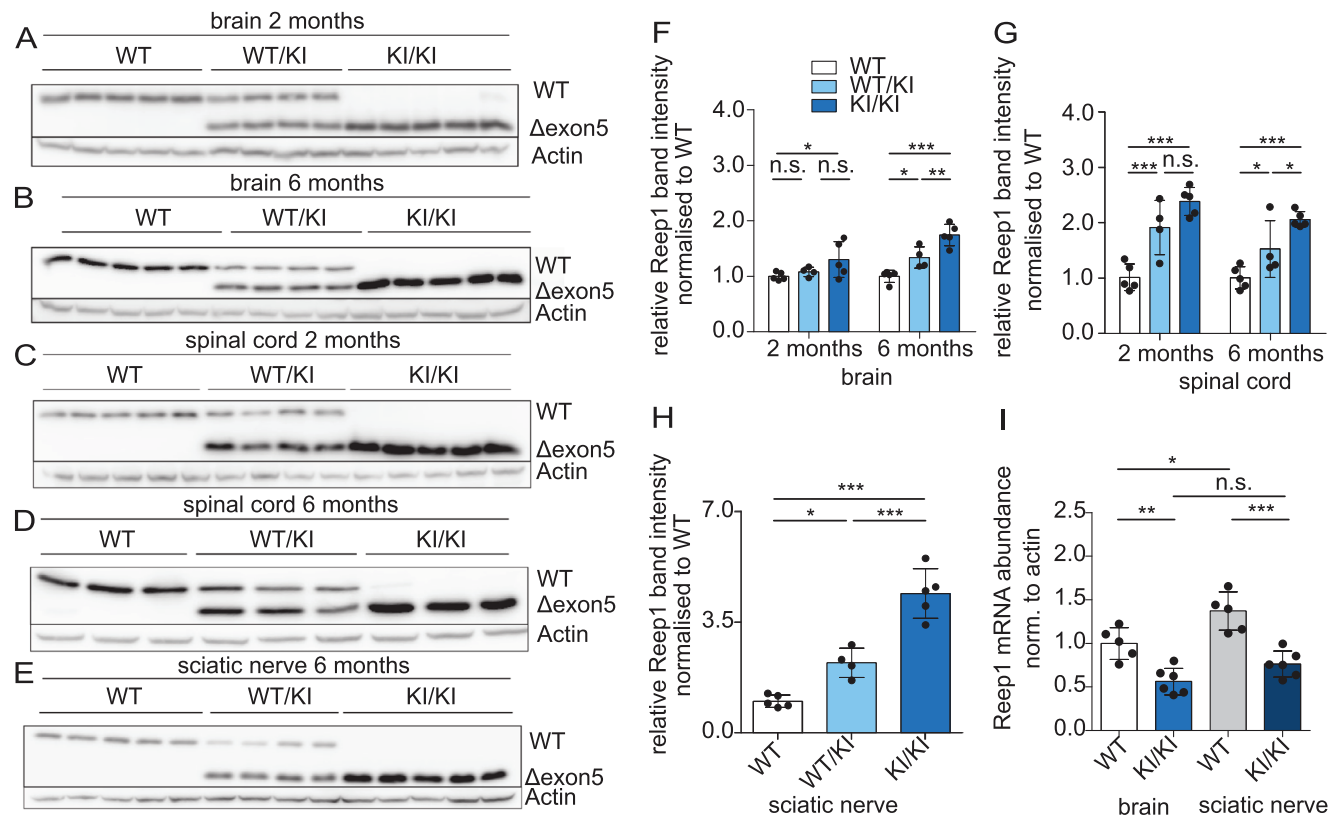 A
brain 2 months
WT WT/KI KI/KI
WT
Δexon5
Actin
B
brain 6 months
WT WT/KI KI/KI
WT
Δexon5
Actin
C
spinal cord 2 months
WT WT/KI KI/KI
WT
Δexon5
Actin
D
spinal cord 6 months
WT WT/KI KI/KI
WT
Δexon5
Actin
E
sciatic nerve 6 months
WT WT/KI KI/KI
WT
Δexon5
Actin
F
WT
WT/KI
KI/KI
relative Reep1 band intensity
normalised to WT
4.0
3.0
2.0
1.0
0.0
*
n.s. n.s.
***
* **
2 months 6 months
brain
G
relative Reep1 band intensity
normalised to WT
4.0
3.0
2.0
1.0
0.0
***
*** n.s.
***
* *
2 months 6 months
spinal cord
H
relative Reep1 band intensity
normalised to WT
7.0
3.5
0.0
***
* ***
WT WT/KI KI/KI
sciatic nerve
I
Reep1 mRNA abundance
norm. to actin
2.5
2.0
1.5
1.0
0.5
0.0
*
n.s.
** ***
WT KI/KI WT KI/KI
brain sciatic nerve